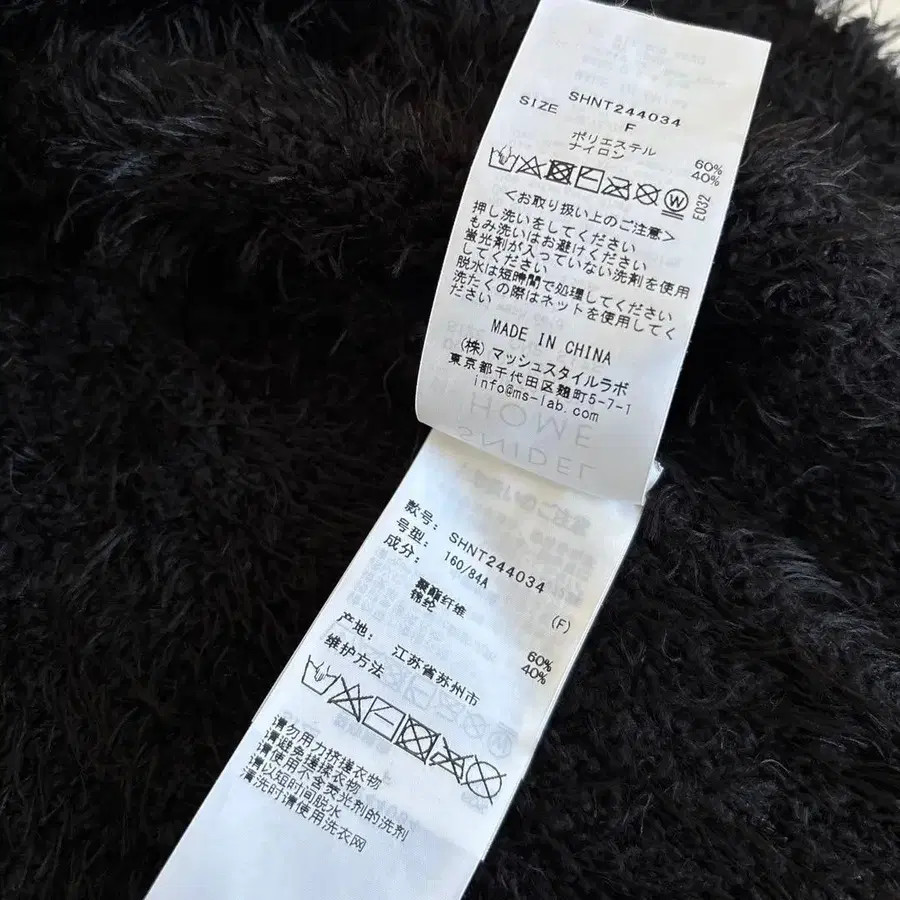 SHNT244034
SIZE F
ポリエステル 60%
ナイロン 40%
W
E032
＜お取り扱い上のご注意＞
押し洗いをしてください
もみ洗いはお避けください
蛍光剤が入っていない洗剤を使用
してください
脱水は短時間で処理してください
洗たくの際はネットを使用してく
ださい
MADE IN CHINA
(株) マッシュスタイルラボ
東京都千代田区麹町5-7-1
info@ms-lab.com
SNIDEL
HOME
款号: SHNT244034
号型: 160/84A (F)
成分:
聚酯纤维 60%
锦纶 40%
产地: 江苏省苏州市
维护方法
请勿用力挤搓衣物
请避免搓揉衣物
请使用不含荧光剂的洗剂
请以短时间脱水
清洗时请使用洗衣网